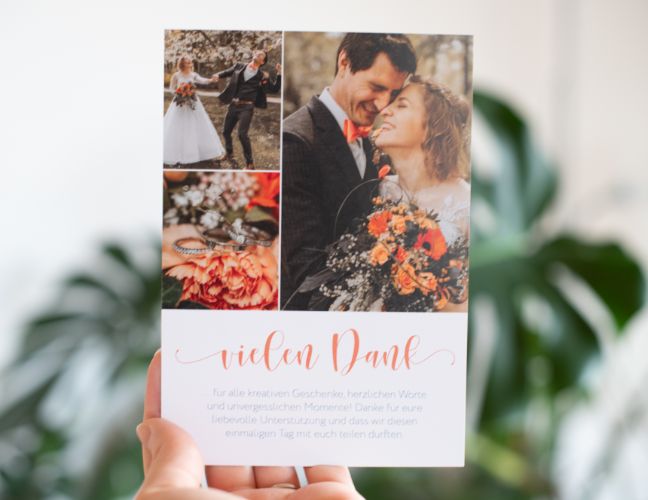 vielen Dank
... für alle kreativen Geschenke, herzlichen Worte
und unvergesslichen Momente! Danke für eure
liebevolle Unterstützung und dass wir diesen
einmaligen Tag mit euch teilen durften.